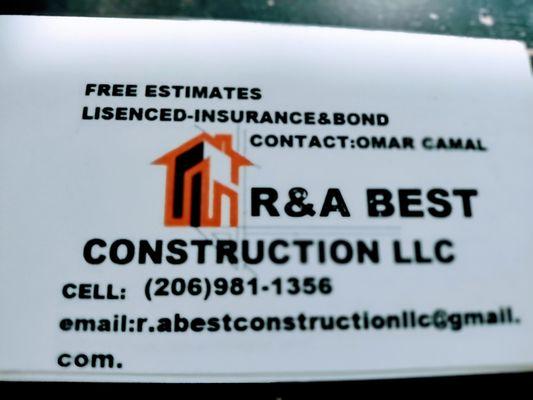 FREE ESTIMATES
LISENCED-INSURANCE&BOND
CONTACT:OMAR CAMAL
R&A BEST
CONSTRUCTION LLC
CELL: (206)981-1356
email:r.abestconstructionllc@gmail.
com.